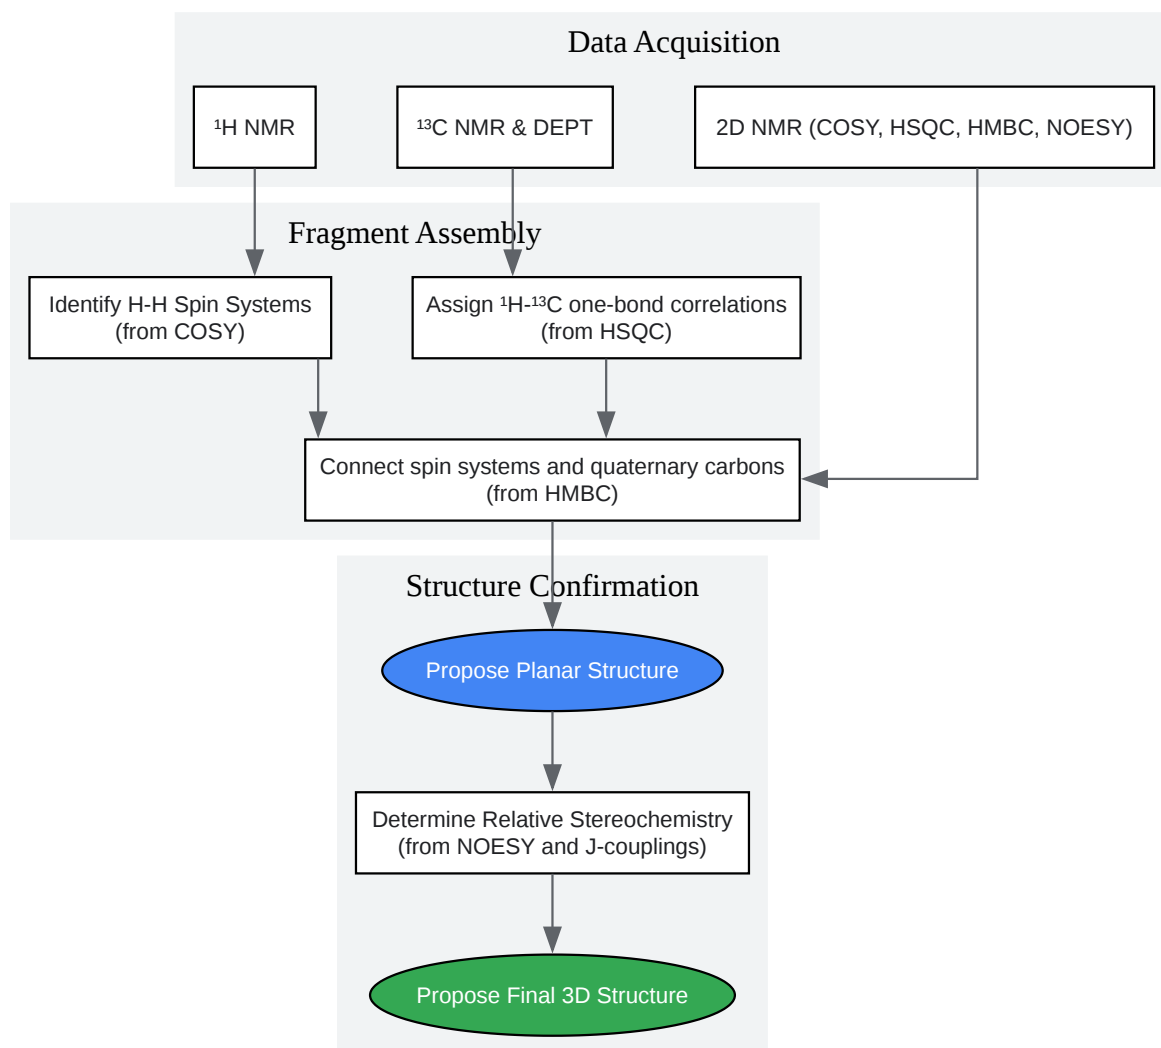 Data Acquisition
¹H NMR
¹³C NMR & DEPT
2D NMR (COSY, HSQC, HMBC, NOESY)
Fragment Assembly
Identify H-H Spin Systems
(from COSY)
Assign ¹H-¹³C one-bond correlations
(from HSQC)
Connect spin systems and quaternary carbons
(from HMBC)
Structure Confirmation
Propose Planar Structure
Determine Relative Stereochemistry
(from NOESY and J-couplings)
Propose Final 3D Structure